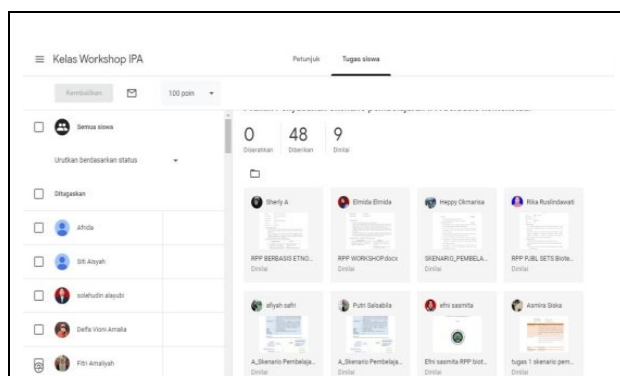 Kelas Workshop IPA
Petunjuk
Tugas siswa
Kembalikan
100 poin
Semua siswa
Urutkan berdasarkan status
Ditugaskan
Afrida
Siti Aisyah
solehudin alayubi
Delfa Vioni Amalia
Fitri Amaliyah
0
48
9
Diserahkan
Diberikan
Dinilai
Sherly A
Elmida Elmida
Heppy Okmarisa
Rika Ruslindawati
RPP BERBASIS ETNO...
RPP WORKSHOP.docx
SKENARIO_PEMBELA...
RPP PJBL SETS Biote...
Dinilai
Dinilai
Dinilai
Dinilai
afiyah safri
Putri Salsabila
efni sasmita
Asmira Siska
A_Skenario Pembelaja...
A_Skenario Pembelaja...
Efni sasmita RPP biot...
tugas 1 skenario pem...
Dinilai
Dinilai
Dinilai
Dinilai